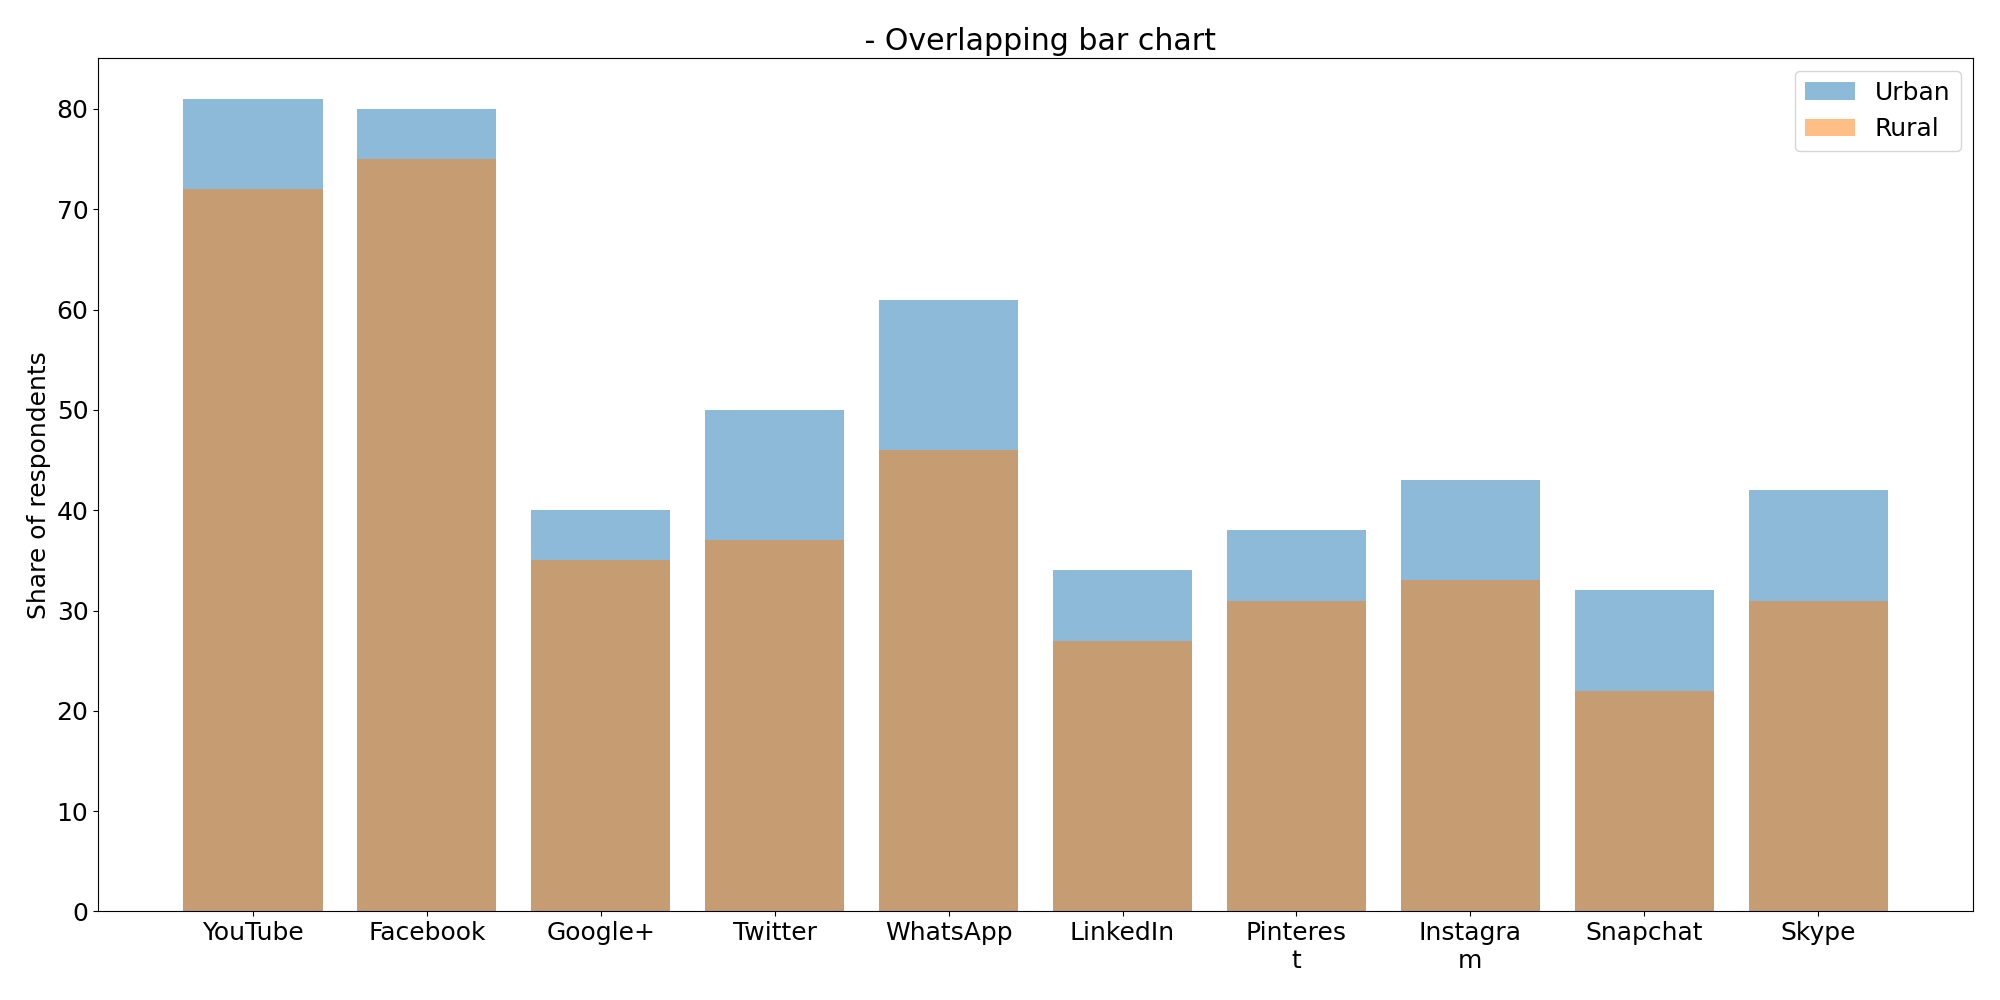 - Overlapping bar chart
Urban
Rural
Share of respondents
80
70
60
50
40
30
20
10
0
YouTube
Facebook
Google+
Twitter
WhatsApp
LinkedIn
Pinteres
t
Instagra
m
Snapchat
Skype